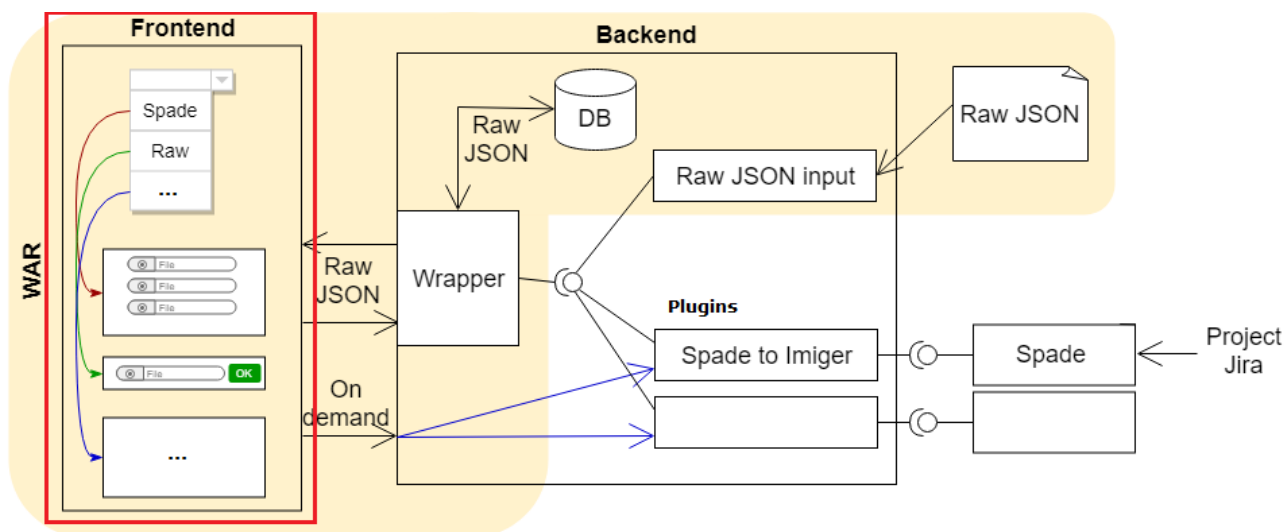 Frontend
Backend
Spade
Raw
...
WAR
File
File
File
File
OK
...
Raw
JSON
DB
Raw JSON
Raw JSON input
Wrapper
Raw
JSON
On
demand
Plugins
Spade to Imiger
Spade
Project
Jira